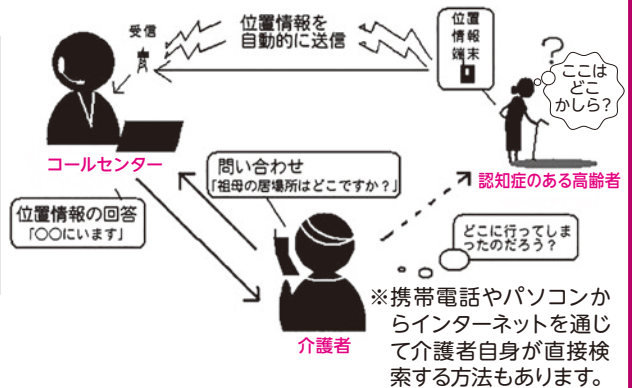 受信
位置情報を
自動的に送信
位置
情報
端末
?
ここは
どこ
かしら?
コールセンター
問い合わせ
「祖母の居場所はどこですか?」
認知症のある高齢者
位置情報の回答
「〇〇にいます」
どこに行ってしま
ったのだろう?
介護者
※携帯電話やパソコンか
らインターネットを通じ
て介護者自身が直接検
索する方法もあります。